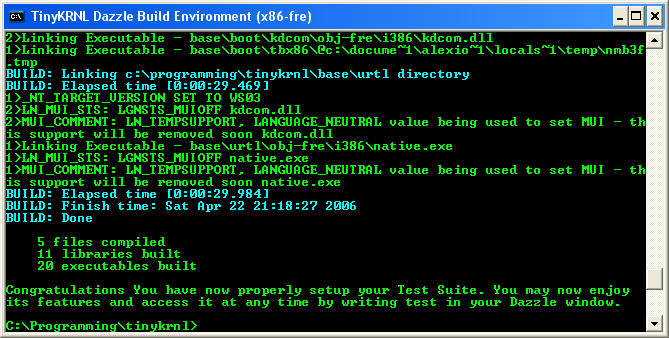 TinyKRNL Dazzle Build Environment (x86-fre)
2>Linking Executable - base\boot\kdcom\obj-fre\i386\kdcom.dll
1>Linking Executable - base\boot\tbx86\@c:\docume~1\alexio~1\locals~1\temp\nmb3f
.tmp
BUILD: Linking c:\programming\tinykrnl\base\urtl directory
BUILD: Elapsed time [0:00:29.469]
1>_NT_TARGET_VERSION SET TO WS03
2>LN_MUI_STS: LGNSTS_MUIOFF kdcom.dll
2>MUI_COMMENT: LN_TEMPSUPPORT, LANGUAGE_NEUTRAL value being used to set MUI - th
is support will be removed soon kdcom.dll
1>Linking Executable - base\urtl\obj-fre\i386\native.exe
1>LN_MUI_STS: LGNSTS_MUIOFF native.exe
1>MUI_COMMENT: LN_TEMPSUPPORT, LANGUAGE_NEUTRAL value being used to set MUI - th
is support will be removed soon native.exe
BUILD: Elapsed time [0:00:29.984]
BUILD: Finish time: Sat Apr 22 21:18:27 2006
BUILD: Done
5 files compiled
11 libraries built
20 executables built
Congratulations You have now properly setup your Test Suite. You may now enjoy
its features and access it at any time by writing test in your Dazzle window.
C:\Programming\tinykrnl>